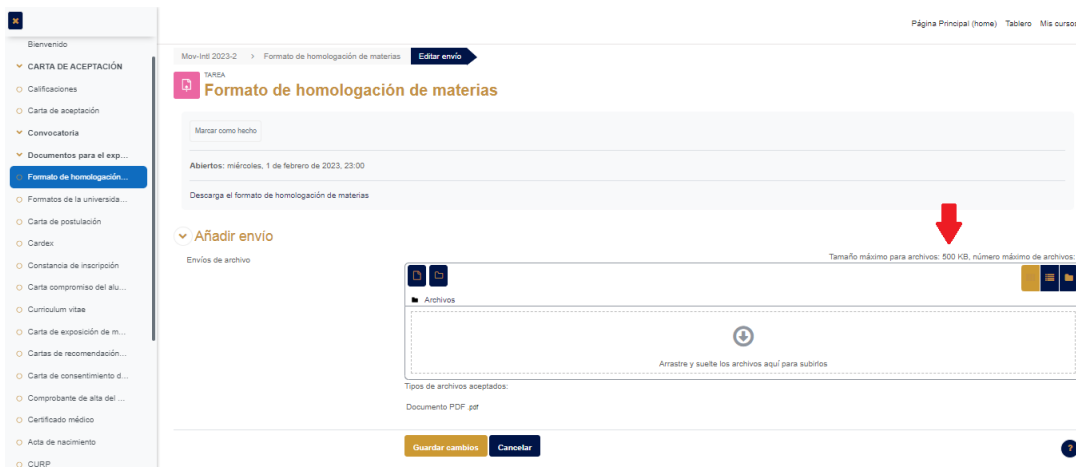 Página Principal (home) Tablero Mis cursos
Bienvenido
CARTA DE ACEPTACIÓN
Calificaciones
Carta de aceptación
Convocatoria
Documentos para el exp...
Formato de homologación...
Formatos de la universida...
Carta de postulación
Cardex
Constancia de inscripción
Carta compromiso del alu...
Curriculum vitae
Carta de exposición de m...
Cartas de recomendación...
Carta de consentimiento d...
Comprobante de alta del ...
Certificado médico
Acta de nacimiento
CURP
Mov-Intl 2023-2 > Formato de homologación de materias Editar envío
TAREA
Formato de homologación de materias
Marcar como hecho
Abiertos: miércoles, 1 de febrero de 2023, 23:00
Descarga el formato de homologación de materias
Añadir envío
Envíos de archivo
Tamaño máximo para archivos: 500 KB, número máximo de archivos:
Archivos
Arrastre y suelte los archivos aquí para subirlos
Tipos de archivos aceptados:
Documento PDF .pdf
Guardar cambios Cancelar
?